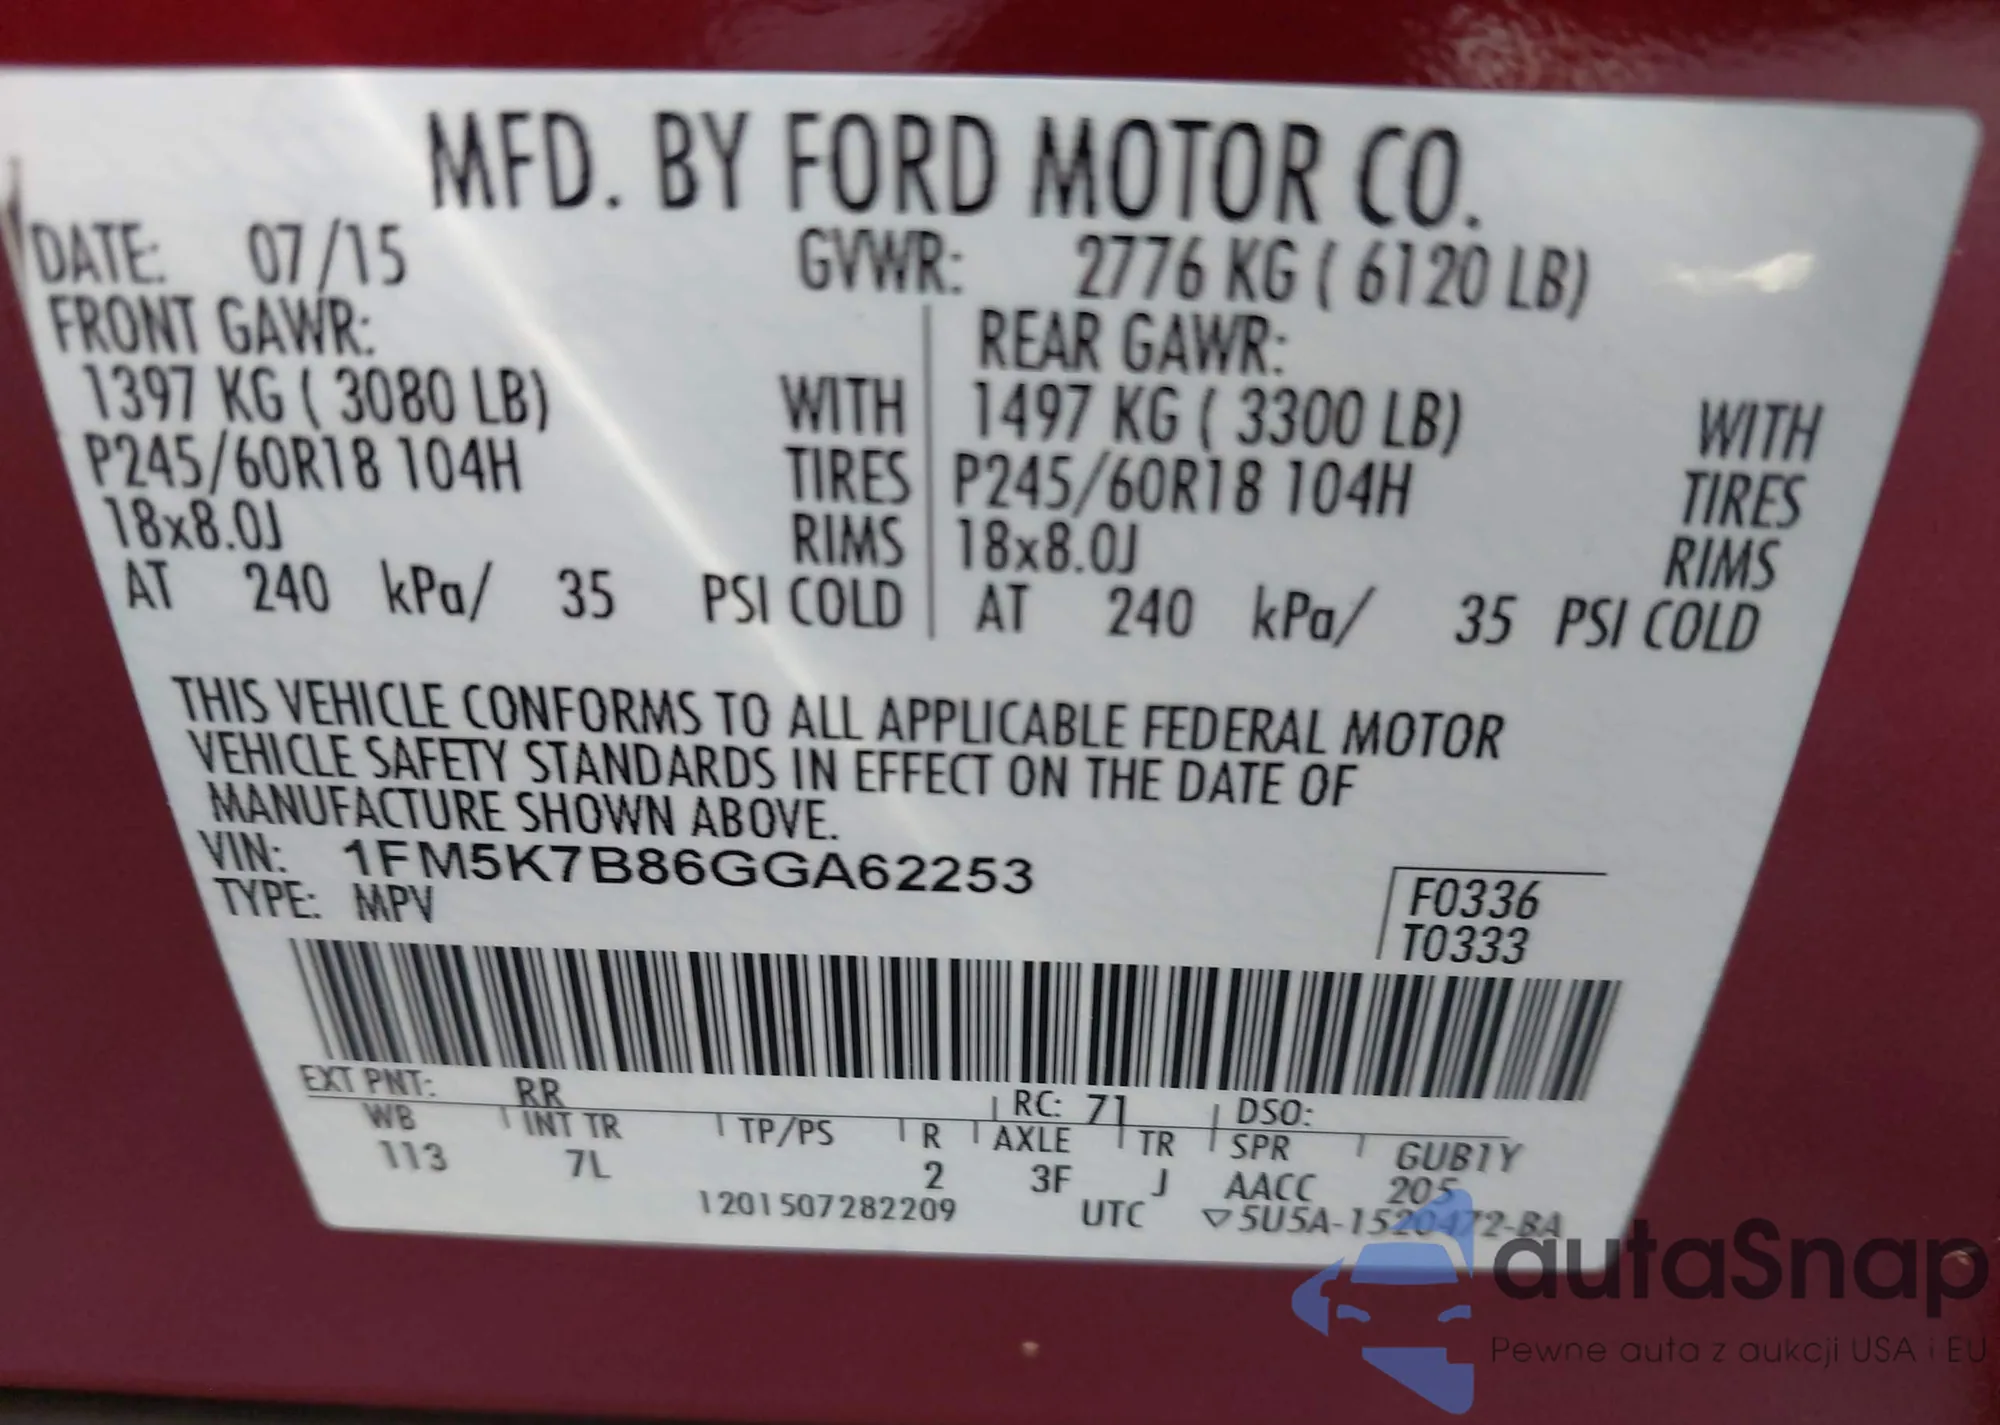 MFD. BY FORD MOTOR CO.
DATE: 07/15 GVWR: 2776 KG ( 6120 LB)
FRONT GAWR: REAR GAWR:
1397 KG ( 3080 LB) WITH 1497 KG ( 3300 LB) WITH
P245/60R18 104H TIRES P245/60R18 104H TIRES
18x8.0J RIMS 18x8.0J RIMS
AT 240 kPa/ 35 PSI COLD AT 240 kPa/ 35 PSI COLD
THIS VEHICLE CONFORMS TO ALL APPLICABLE FEDERAL MOTOR
VEHICLE SAFETY STANDARDS IN EFFECT ON THE DATE OF
MANUFACTURE SHOWN ABOVE.
VIN: 1FM5K7B86GGA62253
TYPE: MPV
F0336
T0333
EXT PNT: RR RC: 71 DSO:
WB INT TR TP/PS R AXLE TR SPR GUB1Y
113 7L 2 3F J AACC 205
1201507282209 UTC ▽5U5A-1520472-BA
autaSnap
Pewne auta z aukcji USA i EU